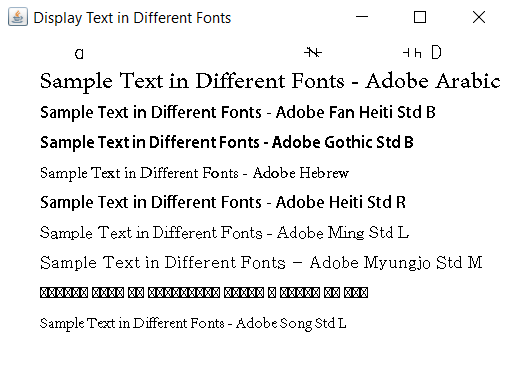 Display Text in Different Fonts
a
Sample Text in Different Fonts - Adobe Arabic
Sample Text in Different Fonts - Adobe Fan Heiti Std B
Sample Text in Different Fonts - Adobe Gothic Std B
Sample Text in Different Fonts - Adobe Hebrew
Sample Text in Different Fonts - Adobe Heiti Std R
Sample Text in Different Fonts - Adobe Ming Std L
Sample Text in Different Fonts - Adobe Myungjo Std M
Sample Text in Different Fonts - Adobe Song Std L